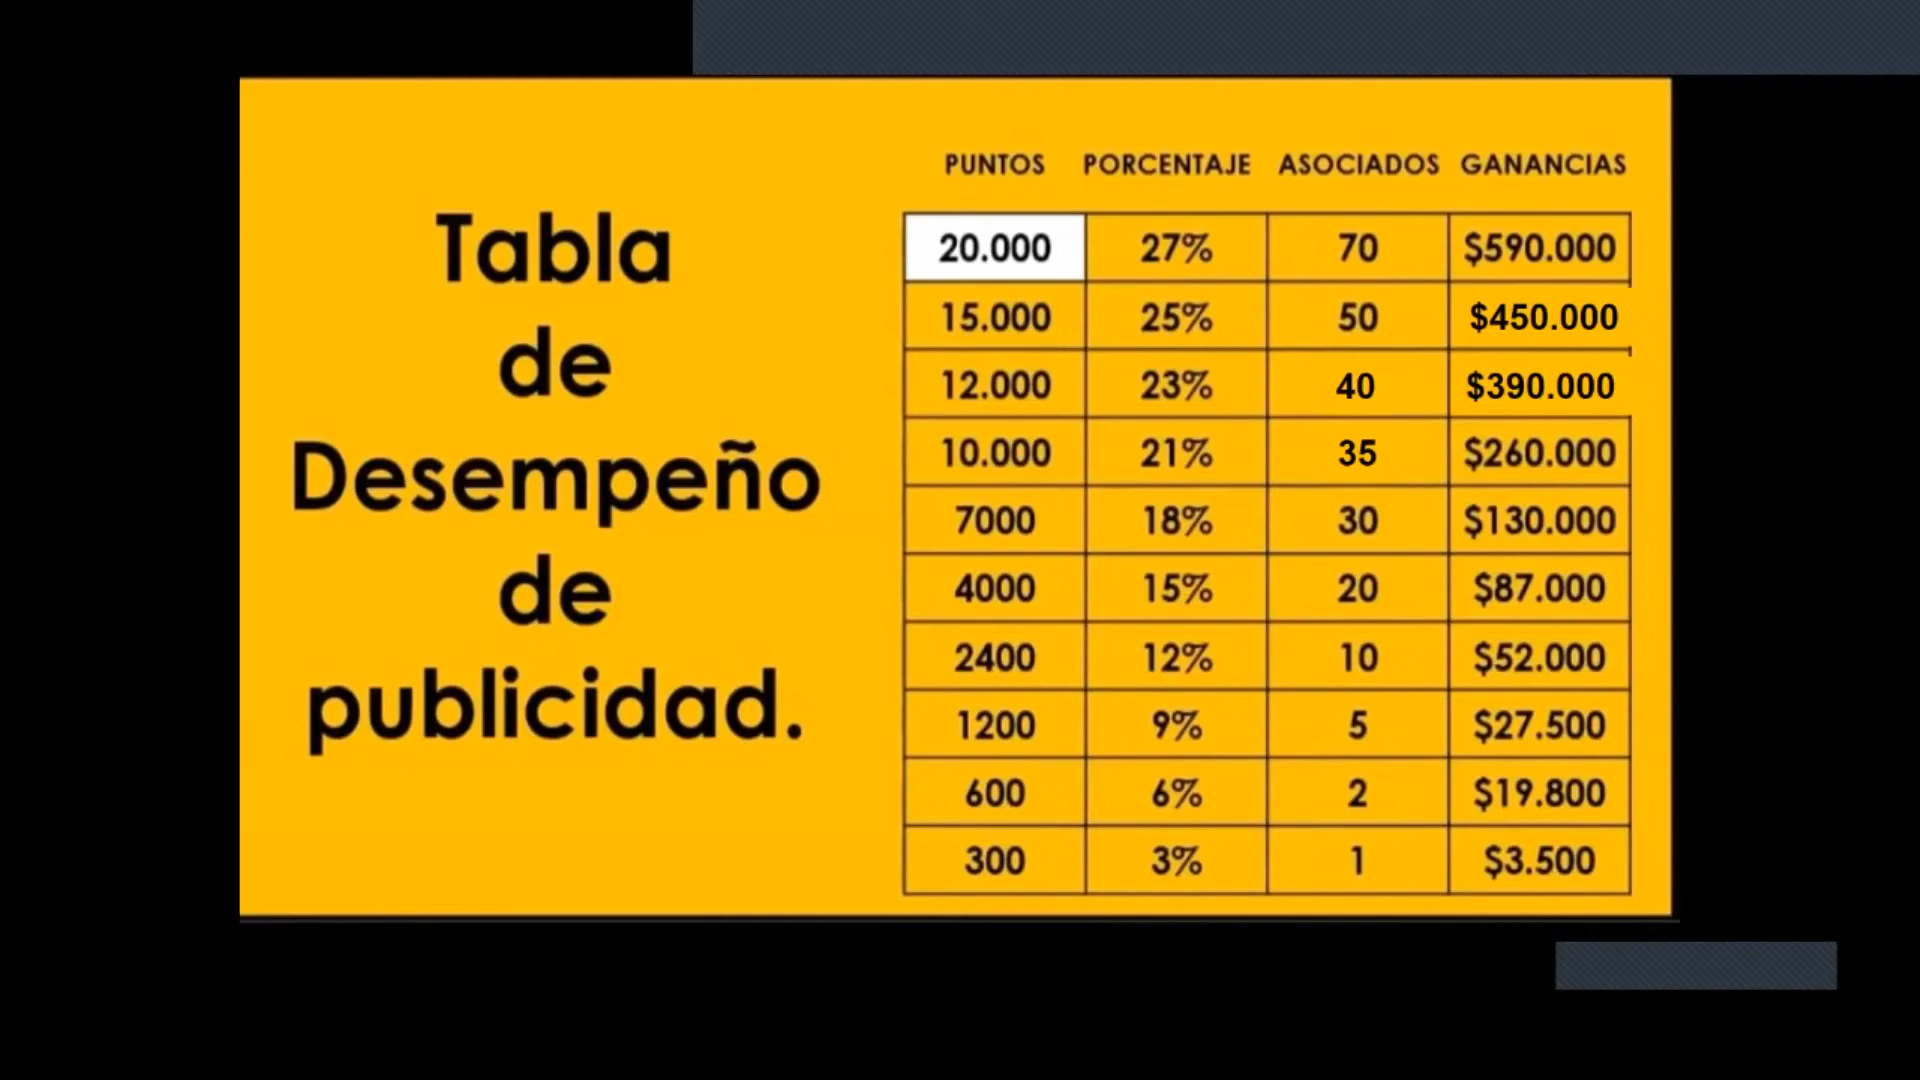 Tabla
de
Desempeño
de
publicidad.
PUNTOS PORCENTAJE ASOCIADOS GANANCIAS
20.000 27% 70 $590.000
15.000 25% 50 $450.000
12.000 23% 40 $390.000
10.000 21% 35 $260.000
7000 18% 30 $130.000
4000 15% 20 $87.000
2400 12% 10 $52.000
1200 9% 5 $27.500
600 6% 2 $19.800
300 3% 1 $3.500